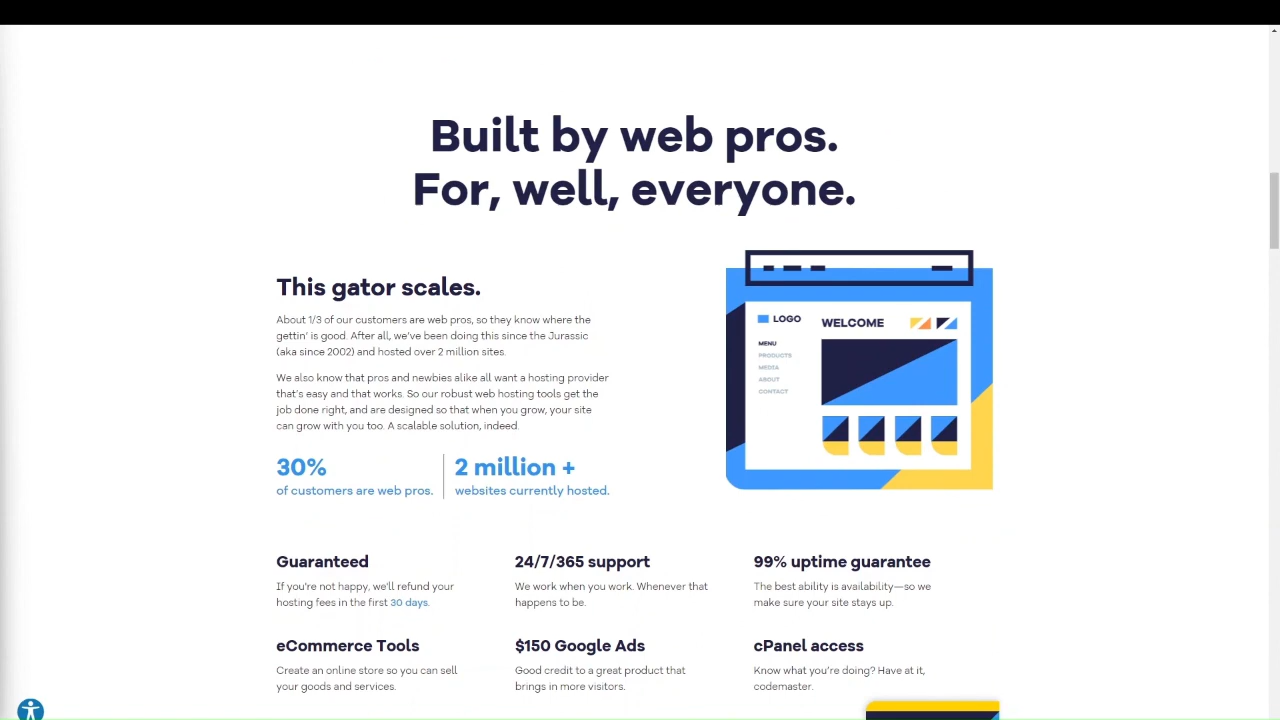 Built by web pros.
For, well, everyone.
This gator scales.
About 1/3 of our customers are web pros, so they know where the
gettin' is good. After all, we've been doing this since the Jurassic
(aka since 2002) and hosted over 2 million sites.
We also know that pros and newbies alike all want a hosting provider
that's easy and that works. So our robust web hosting tools get the
job done right, and are designed so that when you grow, your site
can grow with you too. A scalable solution, indeed.
30%
of customers are web pros.
2 million +
websites currently hosted.
LOGO
WELCOME
MENU
PRODUCTS
MEDIA
ABOUT
CONTACT
Guaranteed
If you're not happy, we'll refund your
hosting fees in the first 30 days.
24/7/365 support
We work when you work. Whenever that
happens to be.
99% uptime guarantee
The best ability is availability—so we
make sure your site stays up.
eCommerce Tools
Create an online store so you can sell
your goods and services.
$150 Google Ads
Good credit to a great product that
brings in more visitors.
cPanel access
Know what you're doing? Have at it,
codemaster.